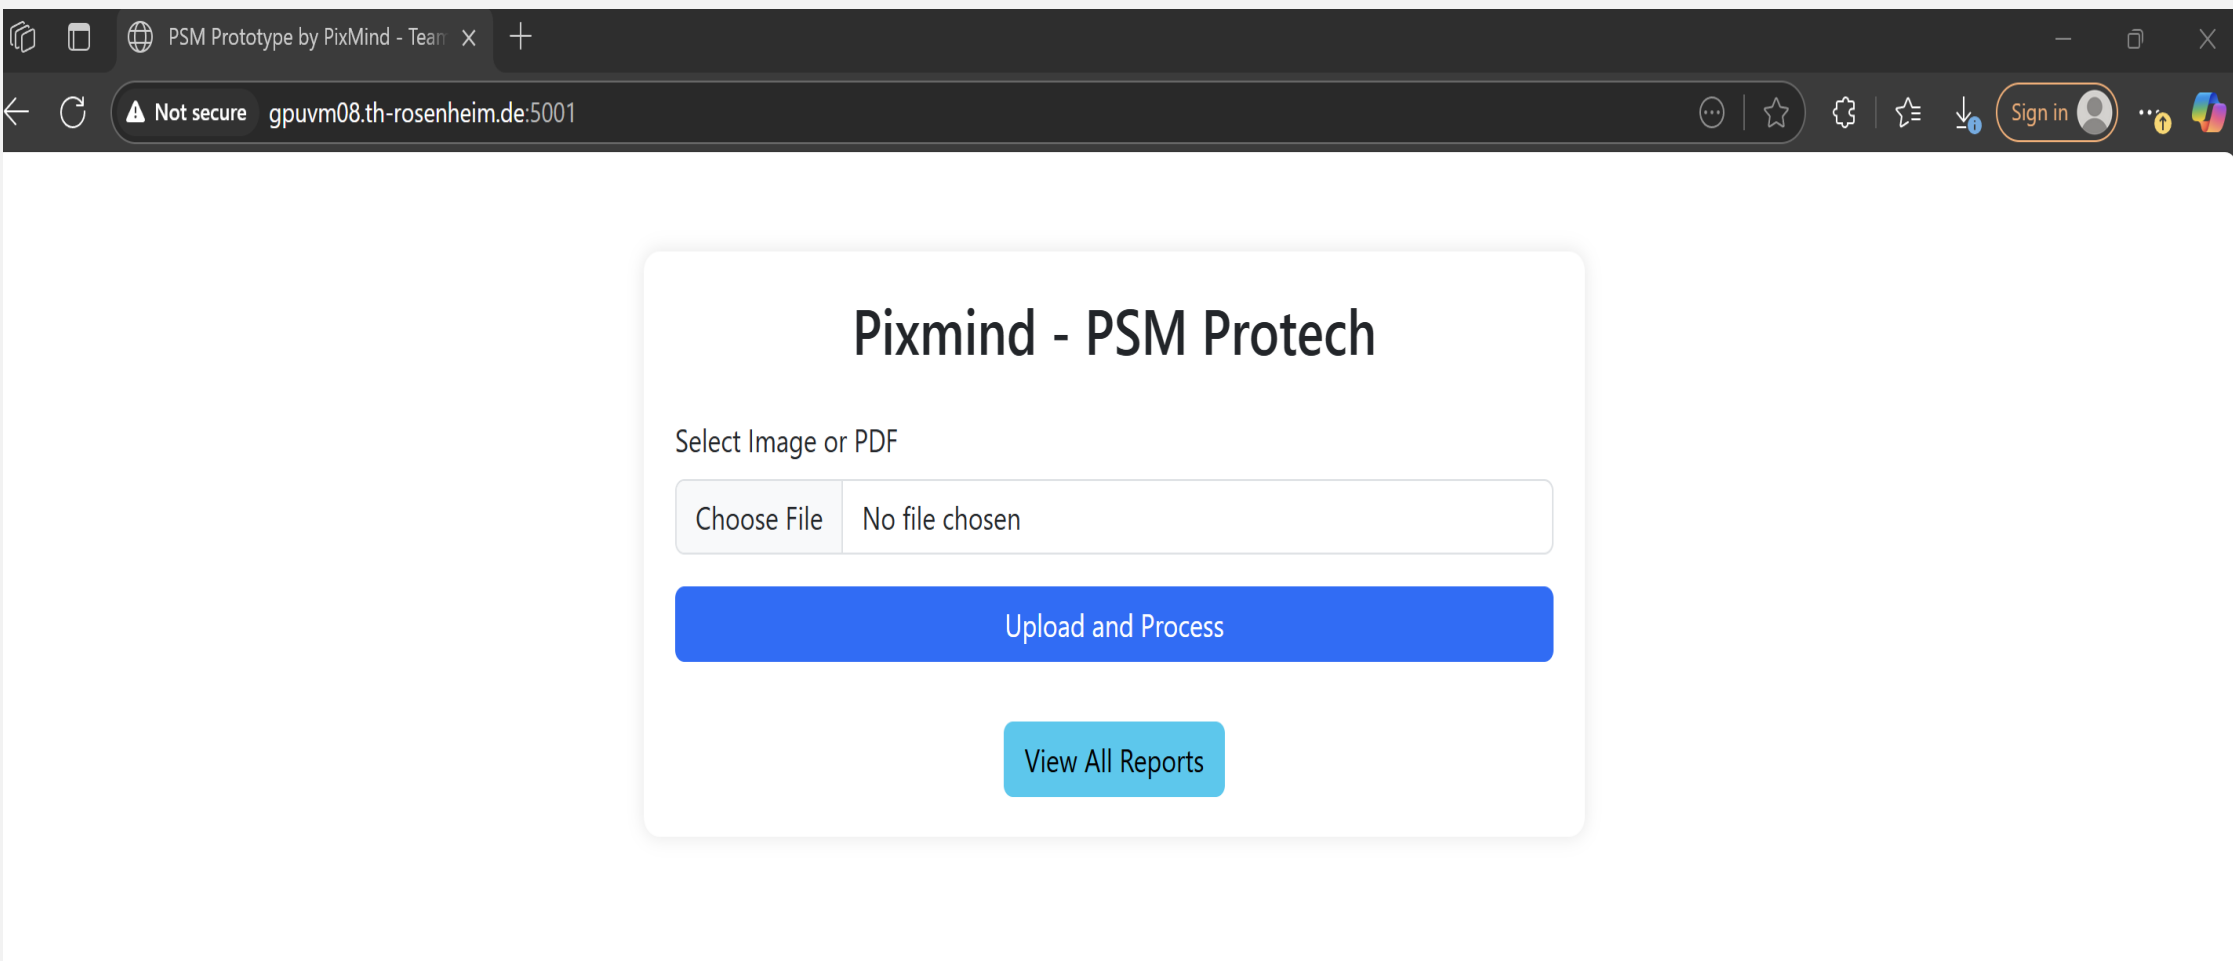 PSM Prototype by PixMind - Team
Not secure gpuvm08.th-rosenheim.de:5001
Sign in
Pixmind - PSM Protech
Select Image or PDF
Choose File No file chosen
Upload and Process
View All Reports